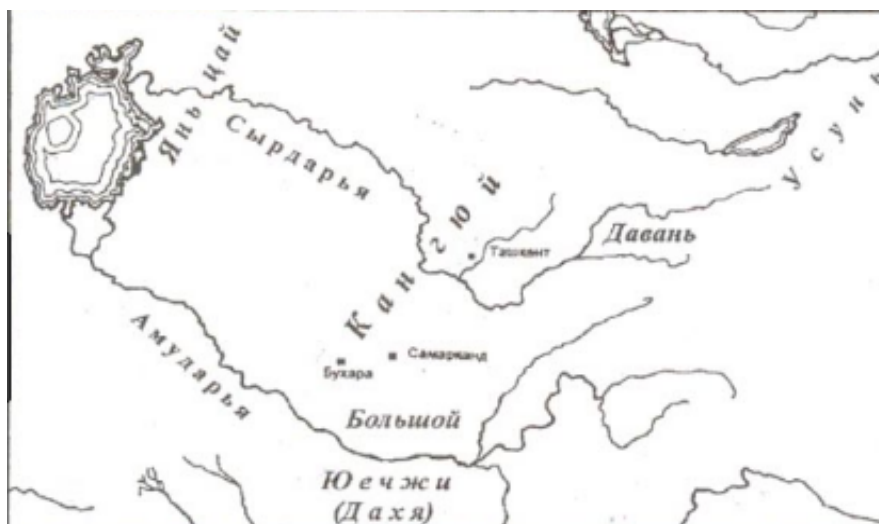 Яньцай
Сырдарья
Усунь
Кангюй
Давань
Ташкент
Амударья
Самарканд
Бухара
Большой
Юечжи
(Дахя)